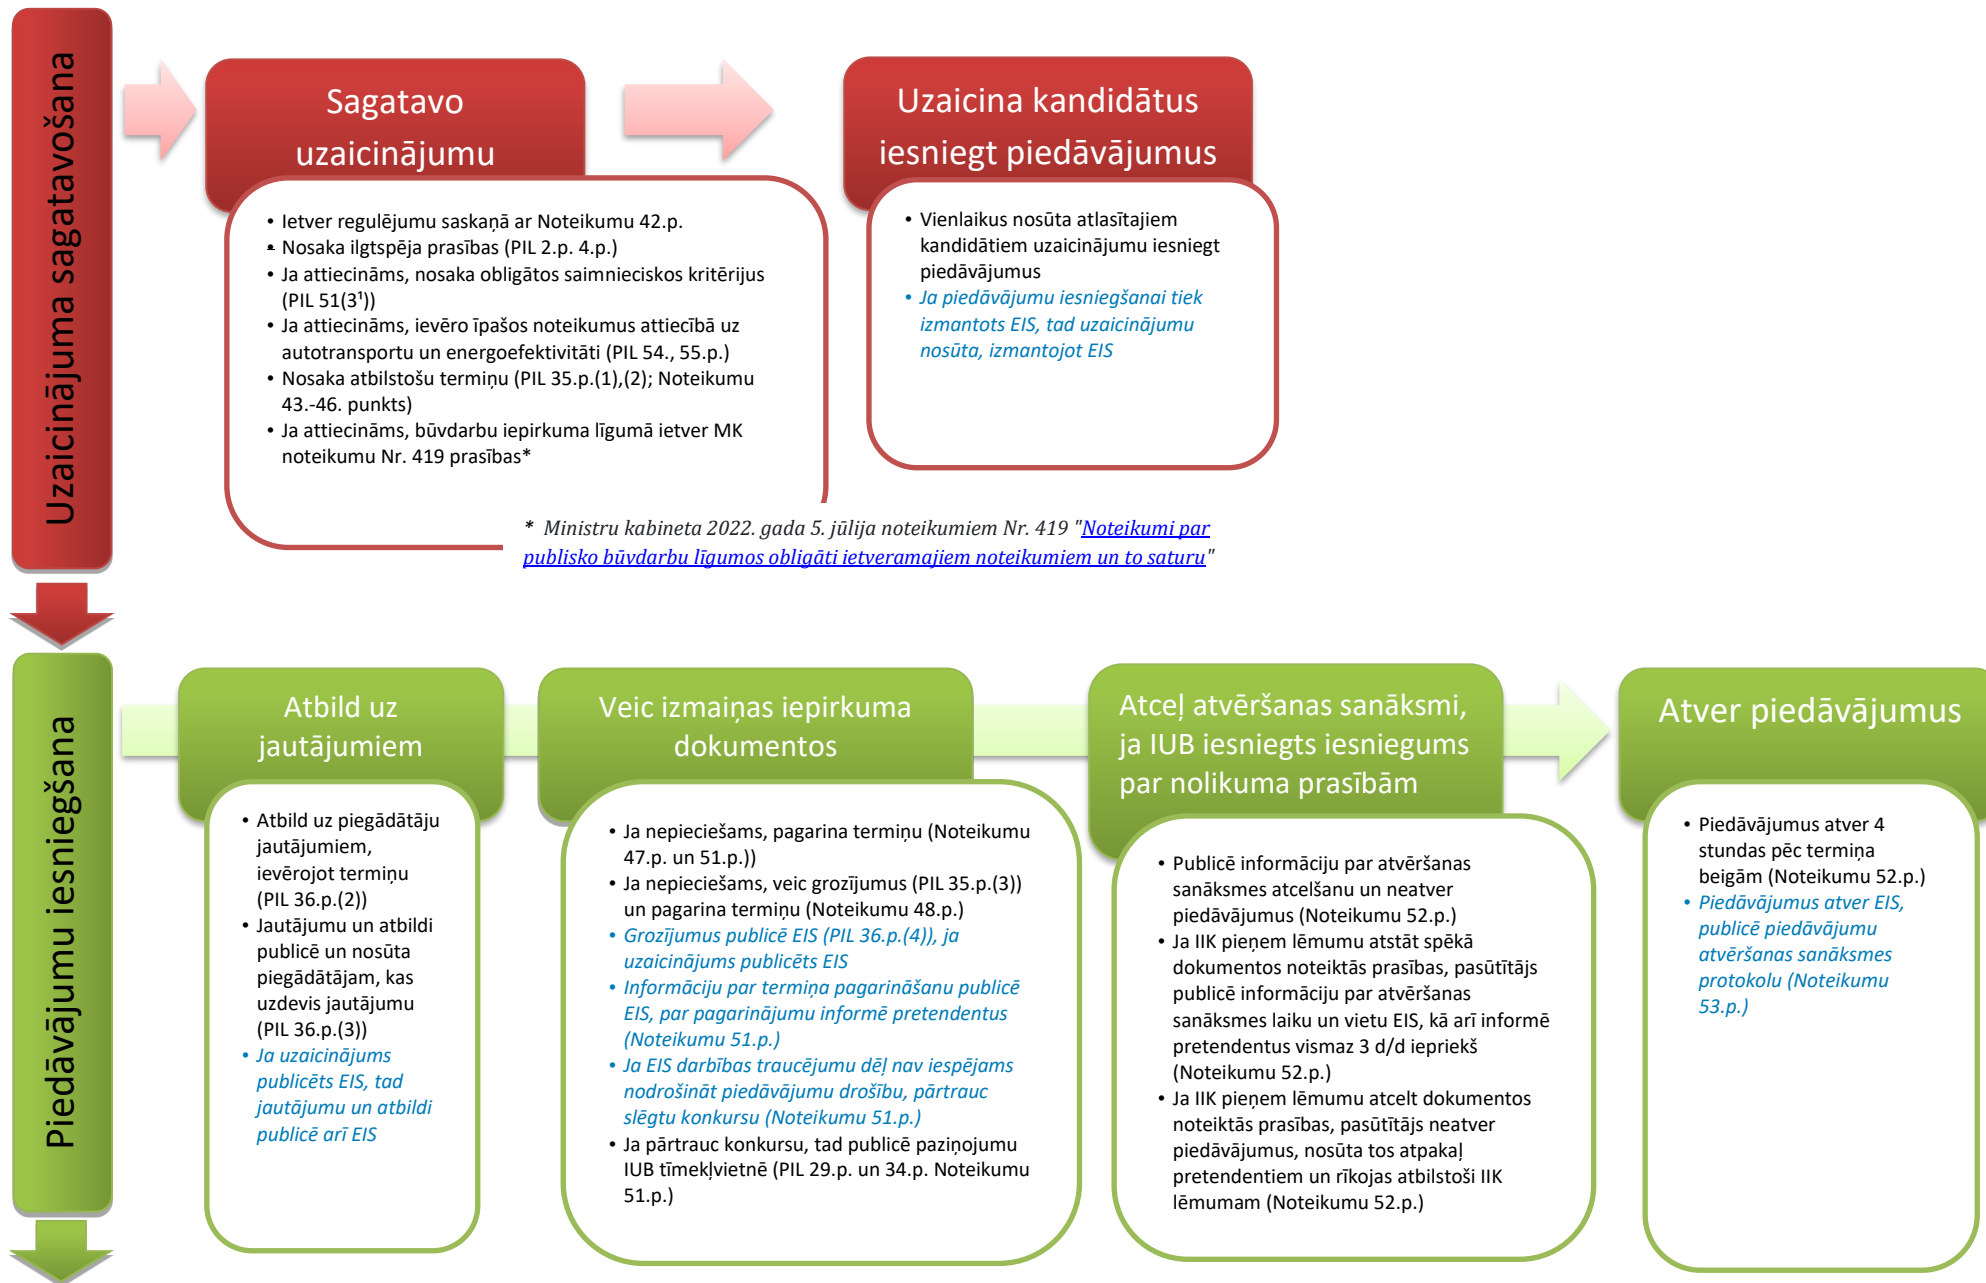 Uzaicinājuma sagatavošana
Sagatavo
uzaicinājumu
• Ietver regulējumu saskaņā ar Noteikumu 42.p.
• Nosaka ilgtspēja prasības (PIL 2.p. 4.p.)
• Ja attiecināms, nosaka obligātos saimnieciskos kritērijus
(PIL 51(3¹))
• Ja attiecināms, ievēro īpašos noteikumus attiecībā uz
autotransportu un energoefektivitāti (PIL 54., 55.p.)
• Nosaka atbilstošu termiņu (PIL 35.p.(1),(2); Noteikumu
43.-46. punkts)
• Ja attiecināms, būvdarbu iepirkuma līgumā ietver MK
noteikumu Nr. 419 prasības*
Uzaicina kandidātus
iesniegt piedāvājumus
• Vienlaikus nosūta atlasītajiem
kandidātiem uzaicinājumu iesniegt
piedāvājumus
• Ja piedāvājumu iesniegšanai tiek
izmantots EIS, tad uzaicinājumu
nosūta, izmantojot EIS
* Ministru kabineta 2022. gada 5. jūlija noteikumiem Nr. 419 "Noteikumi par
publisko būvdarbu līgumos obligāti ietveramajiem noteikumiem un to saturu"
Piedāvājumu iesniegšana
Atbild uz
jautājumiem
• Atbild uz piegādātāju
jautājumiem,
ievērojot termiņu
(PIL 36.p.(2))
• Jautājumu un atbildi
publicē un nosūta
piegādātājam, kas
uzdevis jautājumu
(PIL 36.p.(3))
• Ja uzaicinājums
publicēts EIS, tad
jautājumu un atbildi
publicē arī EIS
Veic izmaiņas iepirkuma
dokumentos
• Ja nepieciešams, pagarina termiņu (Noteikumu
47.p. un 51.p.))
• Ja nepieciešams, veic grozījumus (PIL 35.p.(3))
un pagarina termiņu (Noteikumu 48.p.)
• Grozījumus publicē EIS (PIL 36.p.(4)), ja
uzaicinājums publicēts EIS
• Informāciju par termiņa pagarināšanu publicē
EIS, par pagarinājumu informē pretendentus
(Noteikumu 51.p.)
• Ja EIS darbības traucējumu dēļ nav iespējams
nodrošināt piedāvājumu drošību, pārtrauc
slēgtu konkursu (Noteikumu 51.p.)
• Ja pārtrauc konkursu, tad publicē paziņojumu
IUB tīmekļvietnē (PIL 29.p. un 34.p. Noteikumu
51.p.)
Atceļ atvēršanas sanāksmi,
ja IUB iesniegts iesniegums
par nolikuma prasībām
• Publicē informāciju par atvēršanas
sanāksmes atcelšanu un neatver
piedāvājumus (Noteikumu 52.p.)
• Ja IIK pieņem lēmumu atstāt spēkā
dokumentos noteiktās prasības, pasūtītājs
publicē informāciju par atvēršanas
sanāksmes laiku un vietu EIS, kā arī informē
pretendentus vismaz 3 d/d iepriekš
(Noteikumu 52.p.)
• Ja IIK pieņem lēmumu atcelt dokumentos
noteiktās prasības, pasūtītājs neatver
piedāvājumus, nosūta tos atpakaļ
pretendentiem un rīkojas atbilstoši IIK
lēmumam (Noteikumu 52.p.)
Atver piedāvājumus
• Piedāvājumus atver 4
stundas pēc termiņa
beigām (Noteikumu 52.p.)
• Piedāvājumus atver EIS,
publicē piedāvājumu
atvēršanas sanāksmes
protokolu (Noteikumu
53.p.)